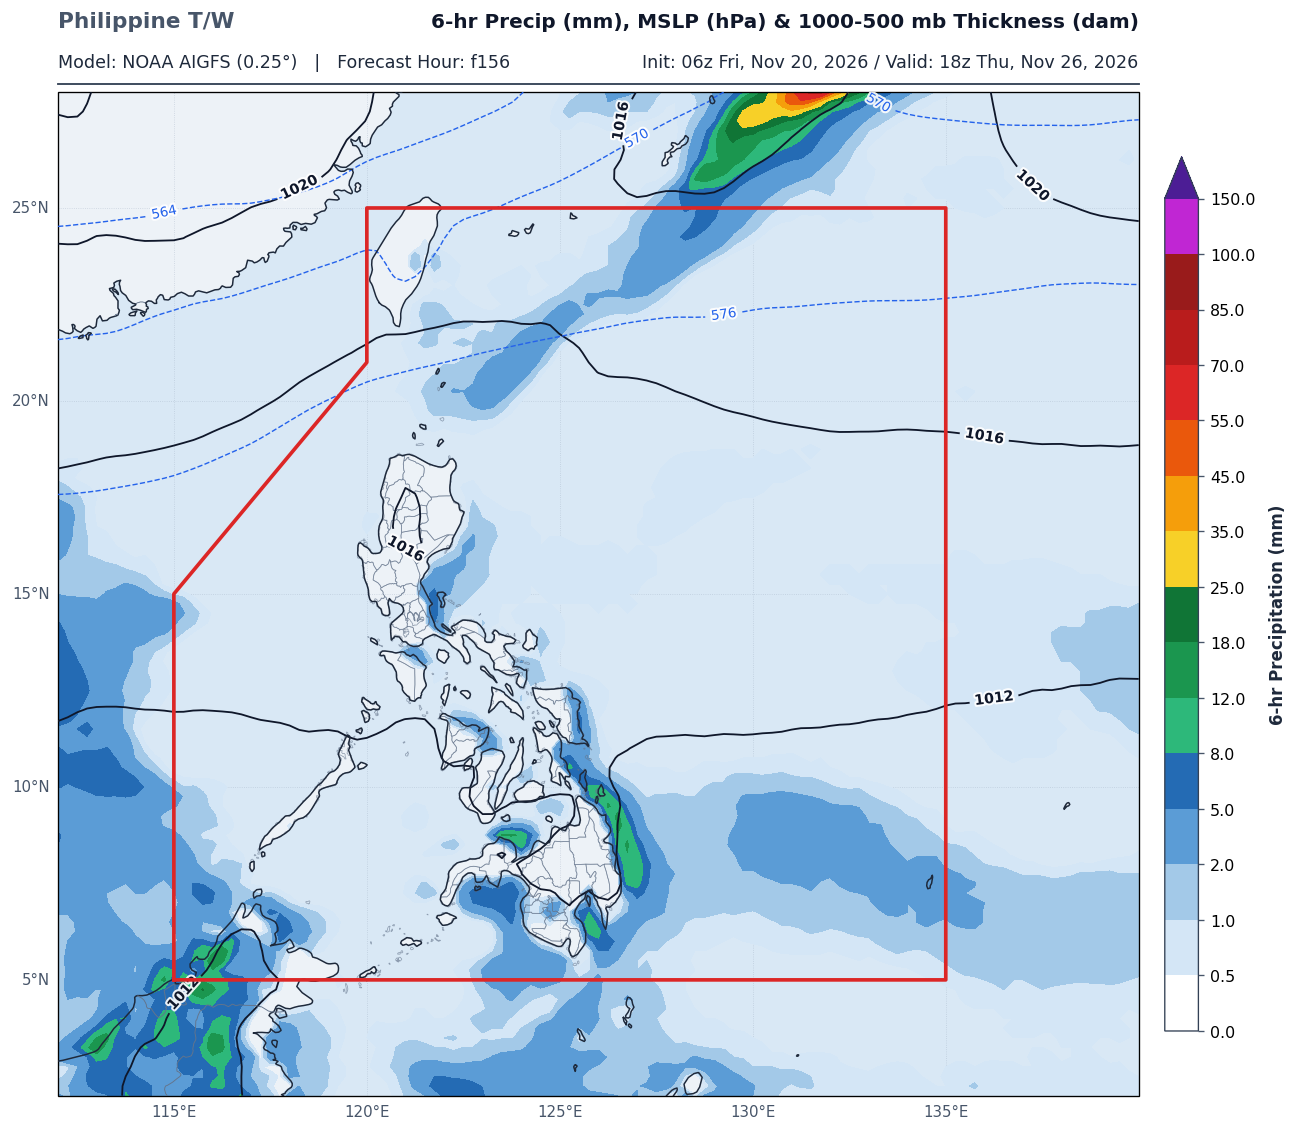 Philippine T/W
6-hr Precip (mm), MSLP (hPa) & 1000-500 mb Thickness (dam)
Model: NOAA AIGFS (0.25°) | Forecast Hour: f156
Init: 06z Fri, Nov 20, 2026 / Valid: 18z Thu, Nov 26, 2026
1016
570
570
1020
1020
564
25°N
576
20°N
1016
1016
15°N
1012
10°N
5°N
1012
115°E
120°E
125°E
130°E
135°E
150.0
100.0
85.0
70.0
55.0
45.0
35.0
25.0
18.0
12.0
8.0
5.0
2.0
1.0
0.5
0.0
6-hr Precipitation (mm)